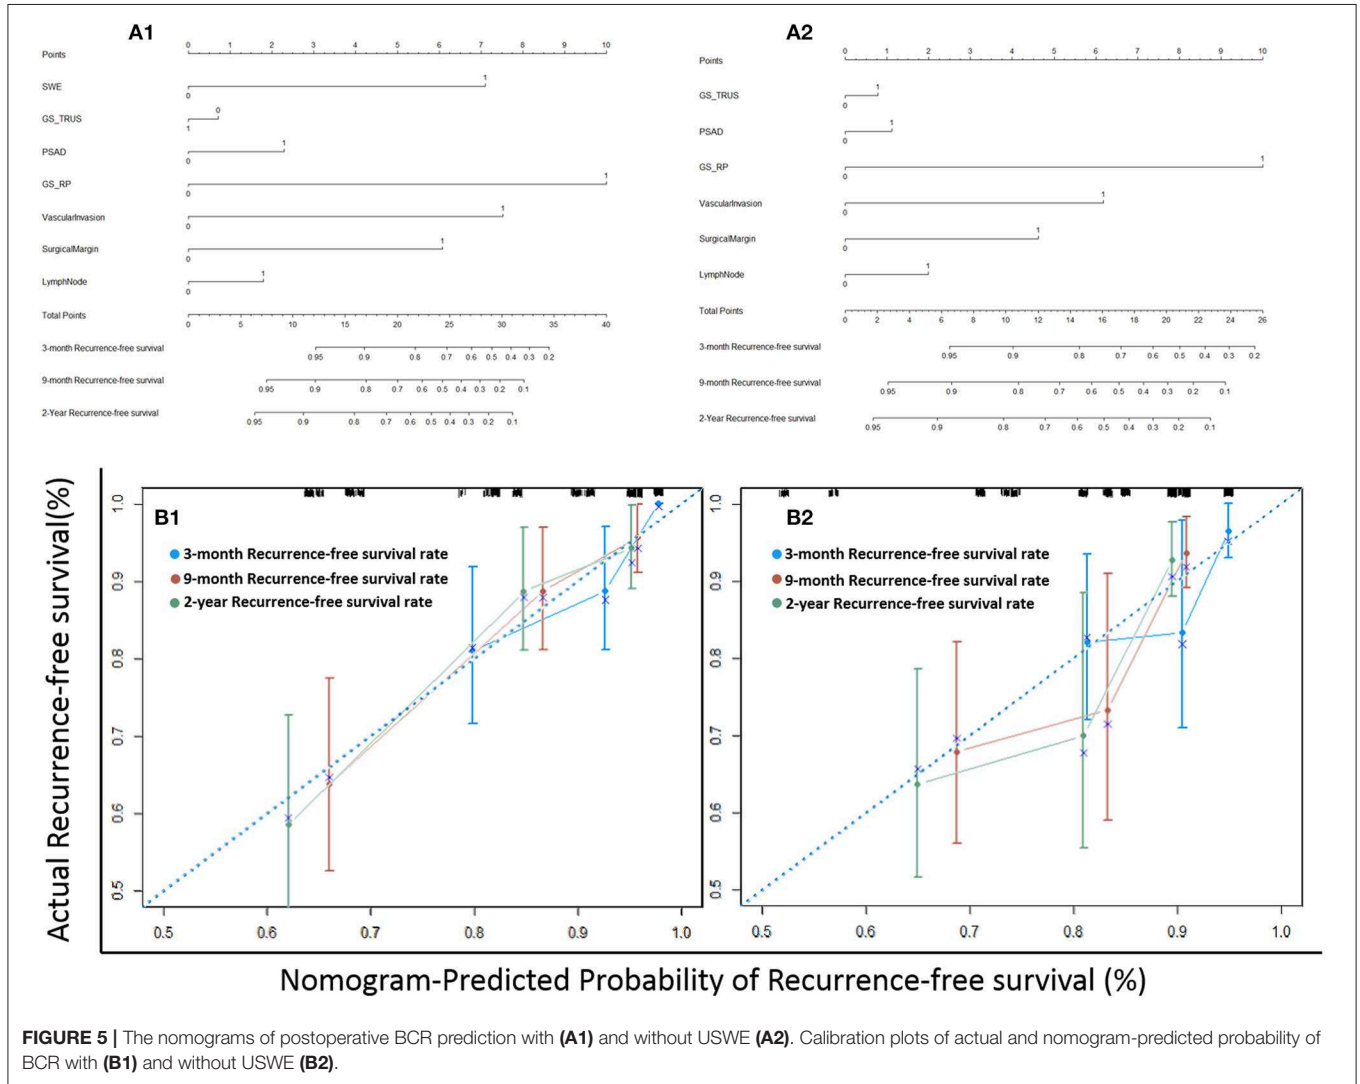 A1
Points
0 1 2 3 4 5 6 7 8 9 10
SWE
0 1
GS_TRUS
1 0
PSAD
0 1
GS_RP
0 1
VascularInvasion
0 1
SurgicalMargin
0 1
LymphNode
0 1
Total Points
0 5 10 15 20 25 30 35 40
3-month Recurrence-free survival
0.95 0.9 0.8 0.7 0.6 0.5 0.4 0.3 0.2
9-month Recurrence-free survival
0.95 0.9 0.8 0.7 0.6 0.5 0.4 0.3 0.2 0.1
2-Year Recurrence-free survival
0.95 0.9 0.8 0.7 0.6 0.5 0.4 0.3 0.2 0.1
A2
Points
0 1 2 3 4 5 6 7 8 9 10
GS_TRUS
0 1
PSAD
0 1
GS_RP
0 1
VascularInvasion
0 1
SurgicalMargin
0 1
LymphNode
0 1
Total Points
0 2 4 6 8 10 12 14 16 18 20 22 24 26
3-month Recurrence-free survival
0.95 0.9 0.8 0.7 0.6 0.5 0.4 0.3 0.2
9-month Recurrence-free survival
0.95 0.9 0.8 0.7 0.6 0.5 0.4 0.3 0.2 0.1
2-Year Recurrence-free survival
0.95 0.9 0.8 0.7 0.6 0.5 0.4 0.3 0.2 0.1
Actual Recurrence-free survival(%)
B1
3-month Recurrence-free survival rate
9-month Recurrence-free survival rate
2-year Recurrence-free survival rate
1.0
0.9
0.8
0.7
0.6
0.5
0.5 0.6 0.7 0.8 0.9 1.0
B2
3-month Recurrence-free survival rate
9-month Recurrence-free survival rate
2-year Recurrence-free survival rate
1.0
0.9
0.8
0.7
0.6
0.5
0.5 0.6 0.7 0.8 0.9 1.0
Nomogram-Predicted Probability of Recurrence-free survival (%)
FIGURE 5 | The nomograms of postoperative BCR prediction with (A1) and without USWE (A2). Calibration plots of actual and nomogram-predicted probability of
BCR with (B1) and without USWE (B2).